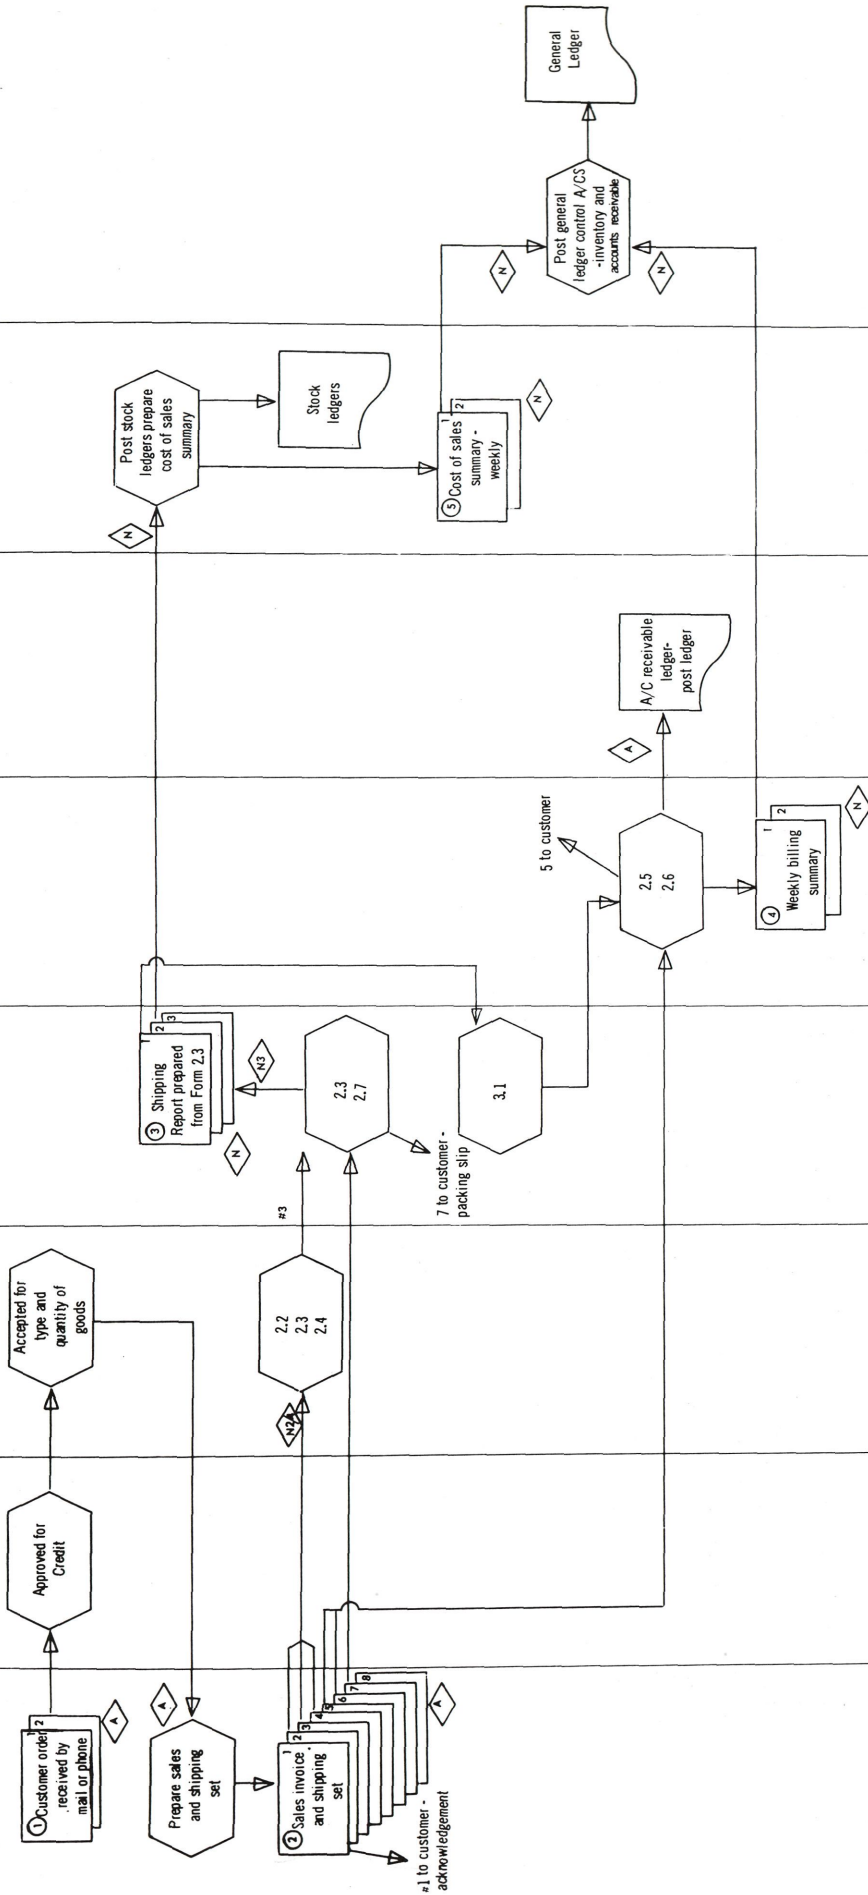 1
Customer order
received by
mail or phone
1
2
A
Approved for
Credit
Accepted for
type and
quantity of
goods
A
Prepare sales
and shipping
set
2
Sales invoice
and shipping
set
1
2
3
4
5
6
7
8
A
#1 to customer -
acknowledgement
2.2
2.3
2.4
#3
2.3
2.7
7 to customer -
packing slip
N3
3
Shipping
Report prepared
from Form 2.3
1
2
3
N
3.1
2.5
2.6
5 to customer
4
Weekly billing
summary
1
2
N
A
A/C receivable
ledger-
post ledger
N
Post stock
ledgers prepare
cost of sales
summary
Stock
ledgers
5
Cost of sales
summary -
weekly
1
2
N
N
Post general
ledger control A/CS
-inventory and
accounts receivable
N
General
Ledger